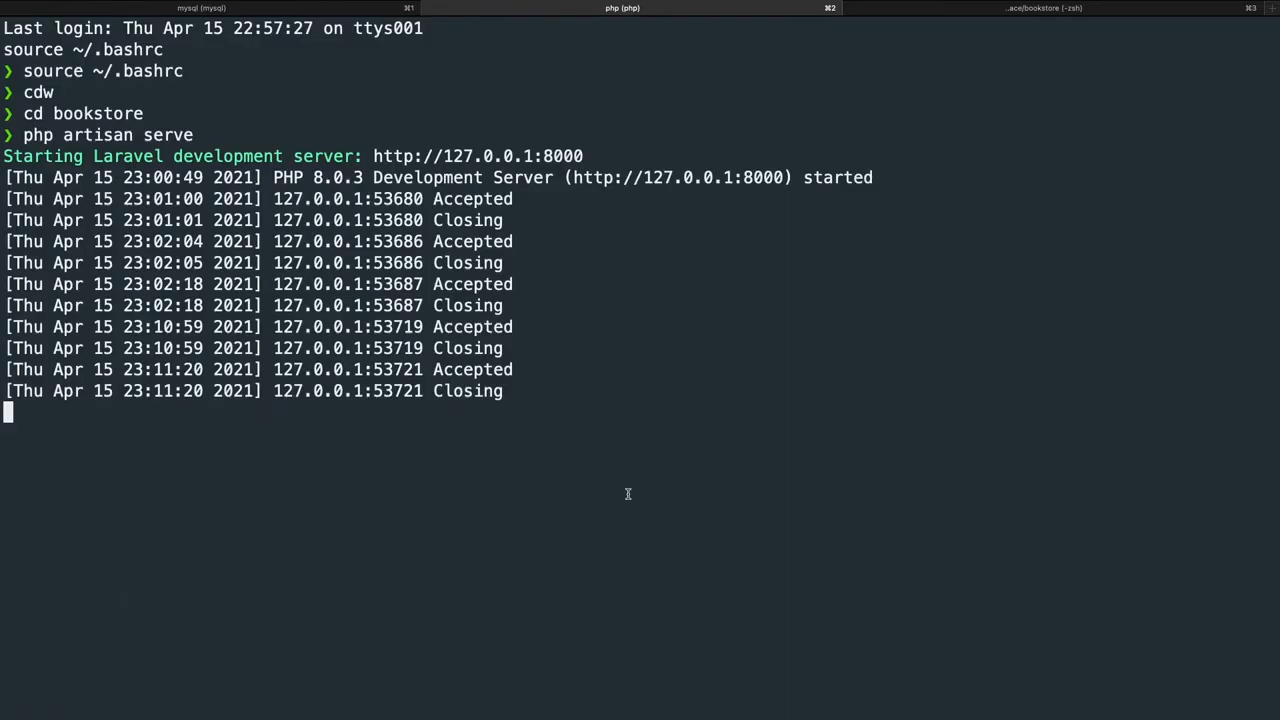 mysql (mysql) ⌘1 php (php) ⌘2 ..ace/bookstore (-zsh) ⌘3 +
Last login: Thu Apr 15 22:57:27 on ttys001
source ~/.bashrc
❯ source ~/.bashrc
❯ cdw
❯ cd bookstore
❯ php artisan serve
Starting Laravel development server: http://127.0.0.1:8000
[Thu Apr 15 23:00:49 2021] PHP 8.0.3 Development Server (http://127.0.0.1:8000) started
[Thu Apr 15 23:01:00 2021] 127.0.0.1:53680 Accepted
[Thu Apr 15 23:01:01 2021] 127.0.0.1:53680 Closing
[Thu Apr 15 23:02:04 2021] 127.0.0.1:53686 Accepted
[Thu Apr 15 23:02:05 2021] 127.0.0.1:53686 Closing
[Thu Apr 15 23:02:18 2021] 127.0.0.1:53687 Accepted
[Thu Apr 15 23:02:18 2021] 127.0.0.1:53687 Closing
[Thu Apr 15 23:10:59 2021] 127.0.0.1:53719 Accepted
[Thu Apr 15 23:10:59 2021] 127.0.0.1:53719 Closing
[Thu Apr 15 23:11:20 2021] 127.0.0.1:53721 Accepted
[Thu Apr 15 23:11:20 2021] 127.0.0.1:53721 Closing